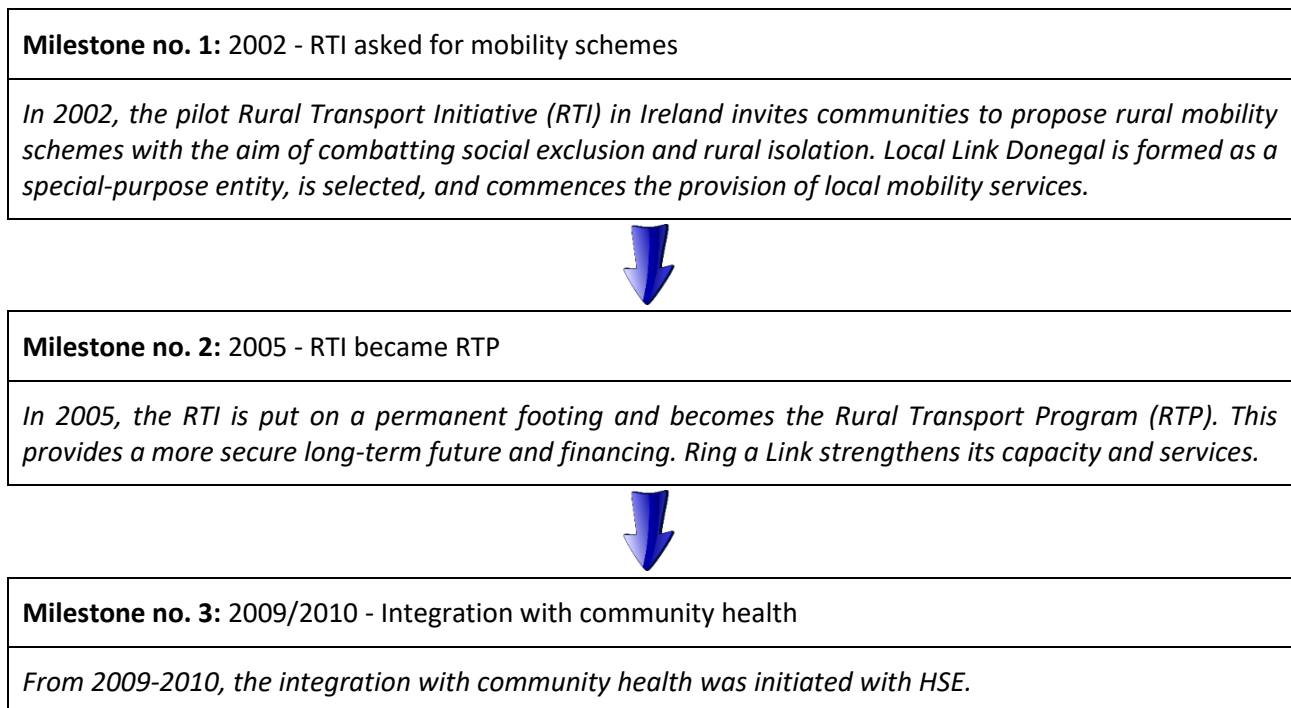 Milestone no. 1: 2002 - RTI asked for mobility schemes
In 2002, the pilot Rural Transport Initiative (RTI) in Ireland invites communities to propose rural mobility
schemes with the aim of combatting social exclusion and rural isolation. Local Link Donegal is formed as a
special-purpose entity, is selected, and commences the provision of local mobility services.
Milestone no. 2: 2005 - RTI became RTP
In 2005, the RTI is put on a permanent footing and becomes the Rural Transport Program (RTP). This
provides a more secure long-term future and financing. Ring a Link strengthens its capacity and services.
Milestone no. 3: 2009/2010 - Integration with community health
From 2009-2010, the integration with community health was initiated with HSE.